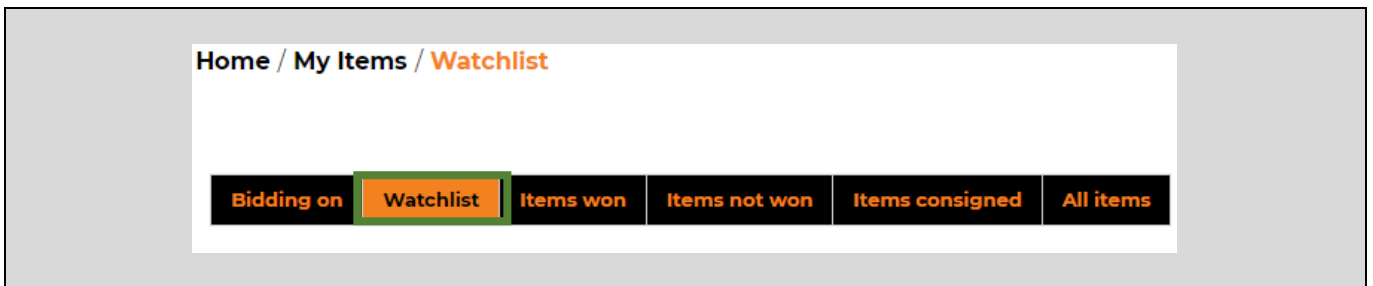 Home / My Items / Watchlist
Bidding on Watchlist Items won Items not won Items consigned All items